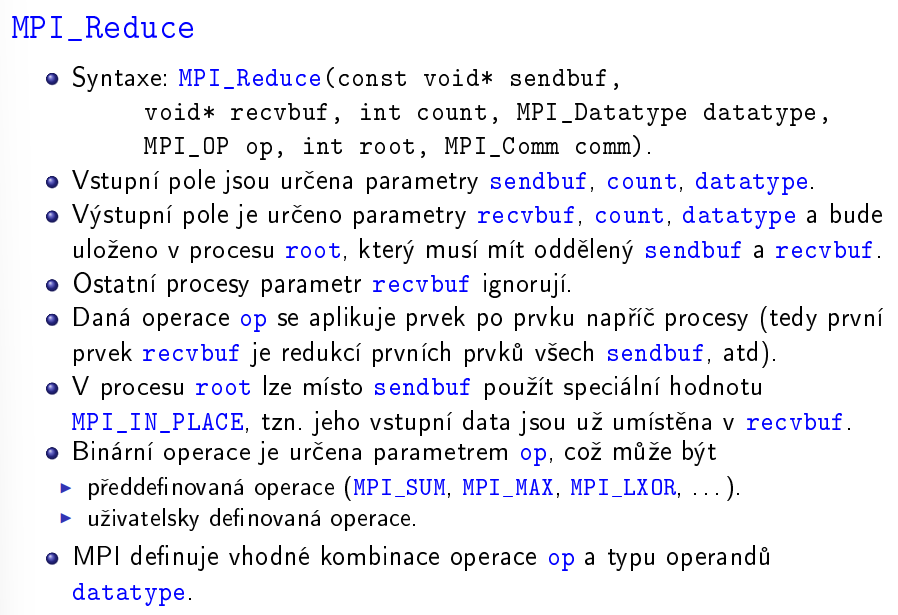 MPI_Reduce
Syntaxe: MPI_Reduce(const void* sendbuf,
void* recvbuf, int count, MPI_Datatype datatype,
MPI_OP op, int root, MPI_Comm comm).
Vstupní pole jsou určena parametry sendbuf, count, datatype.
Výstupní pole je určeno parametry recvbuf, count, datatype a bude
uloženo v procesu root, který musí mít oddělený sendbuf a recvbuf.
Ostatní procesy parametr recvbuf ignorují.
Daná operace op se aplikuje prvek po prvku napříč procesy (tedy první
prvek recvbuf je redukcí prvních prvků všech sendbuf, atd).
V procesu root lze místo sendbuf použít speciální hodnotu
MPI_IN_PLACE, tzn. jeho vstupní data jsou už umístěna v recvbuf.
Binární operace je určena parametrem op, což může být
předdefinovaná operace (MPI_SUM, MPI_MAX, MPI_LXOR, ...).
uživatelsky definovaná operace.
MPI definuje vhodné kombinace operace op a typu operandů
datatype.